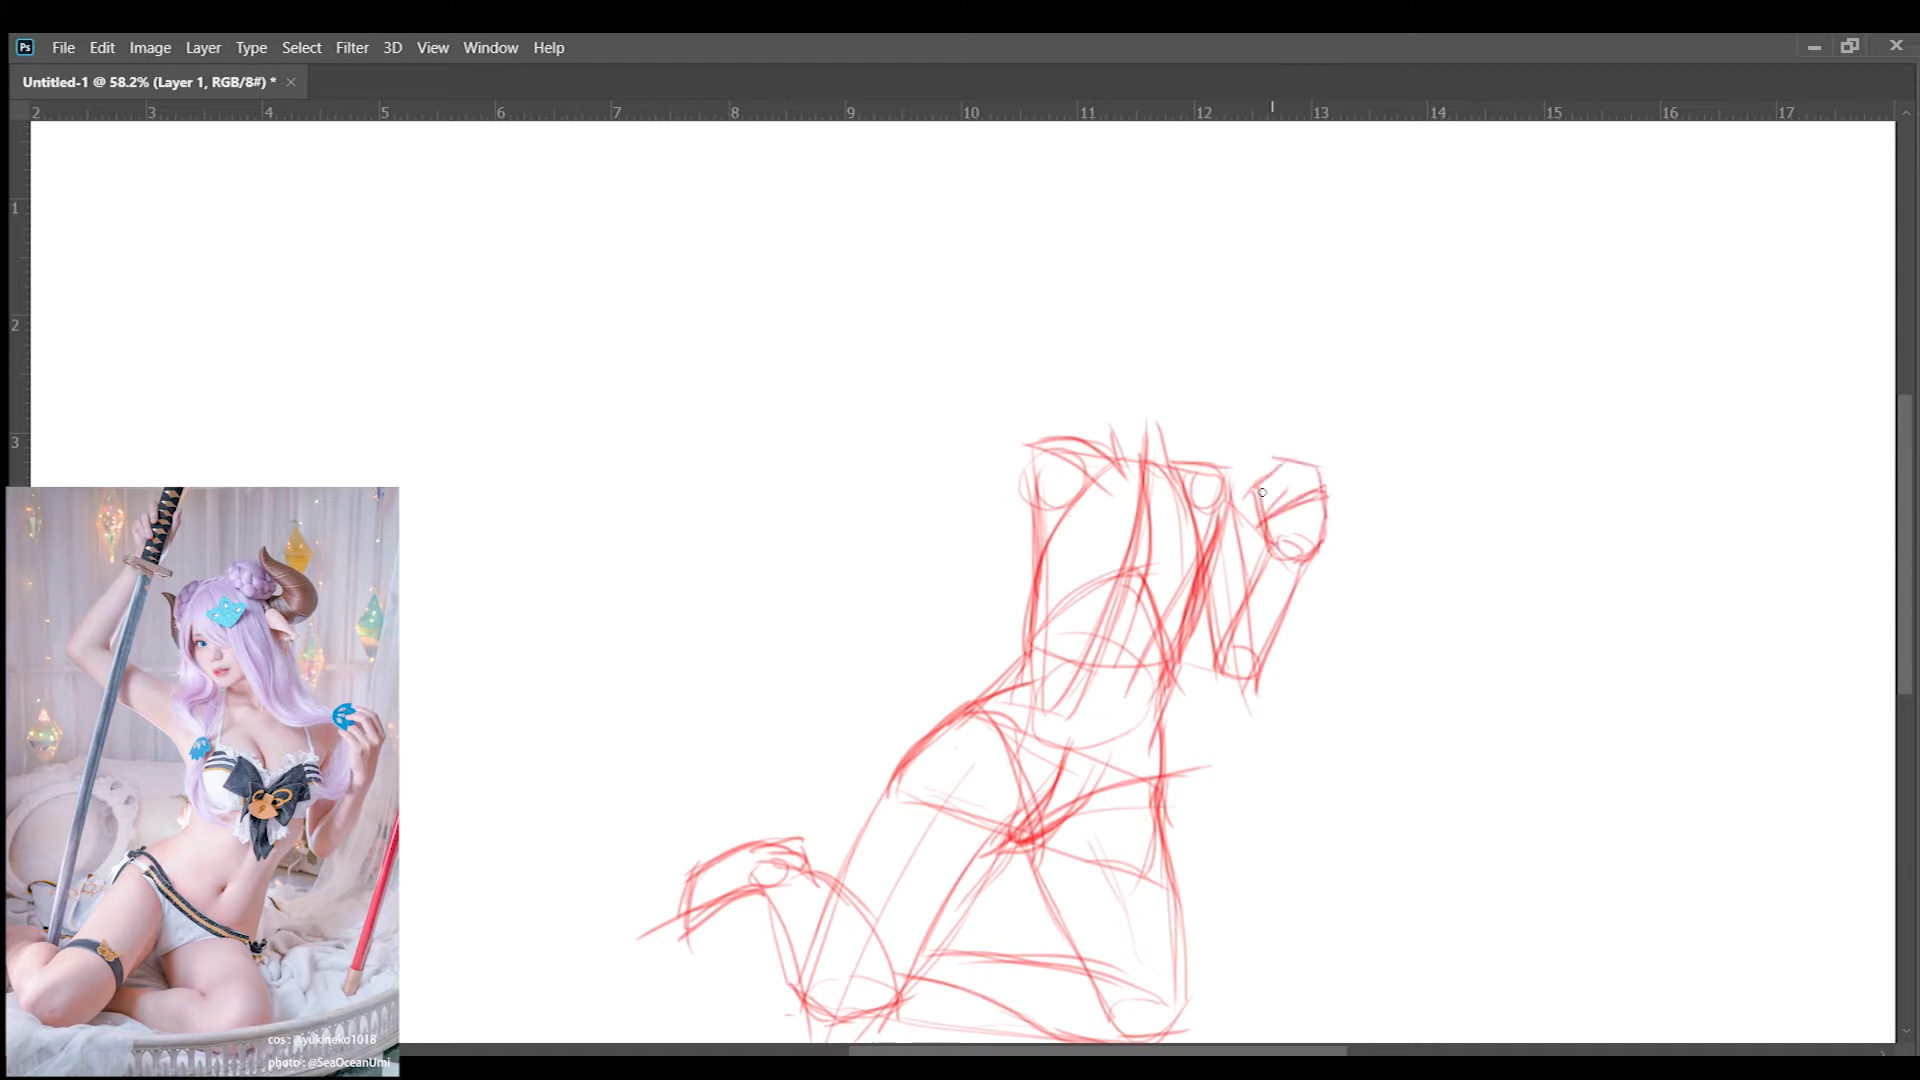 Ps File Edit Image Layer Type Select Filter 3D View Window Help
Untitled-1 @ 58.2% (Layer 1, RGB/8#) *
2 3 4 5 6 7 8 9 10 11 12 13 14 15 16 17
1
2
3
cos : @yukineko1018
photo : @SeaOceanUmi